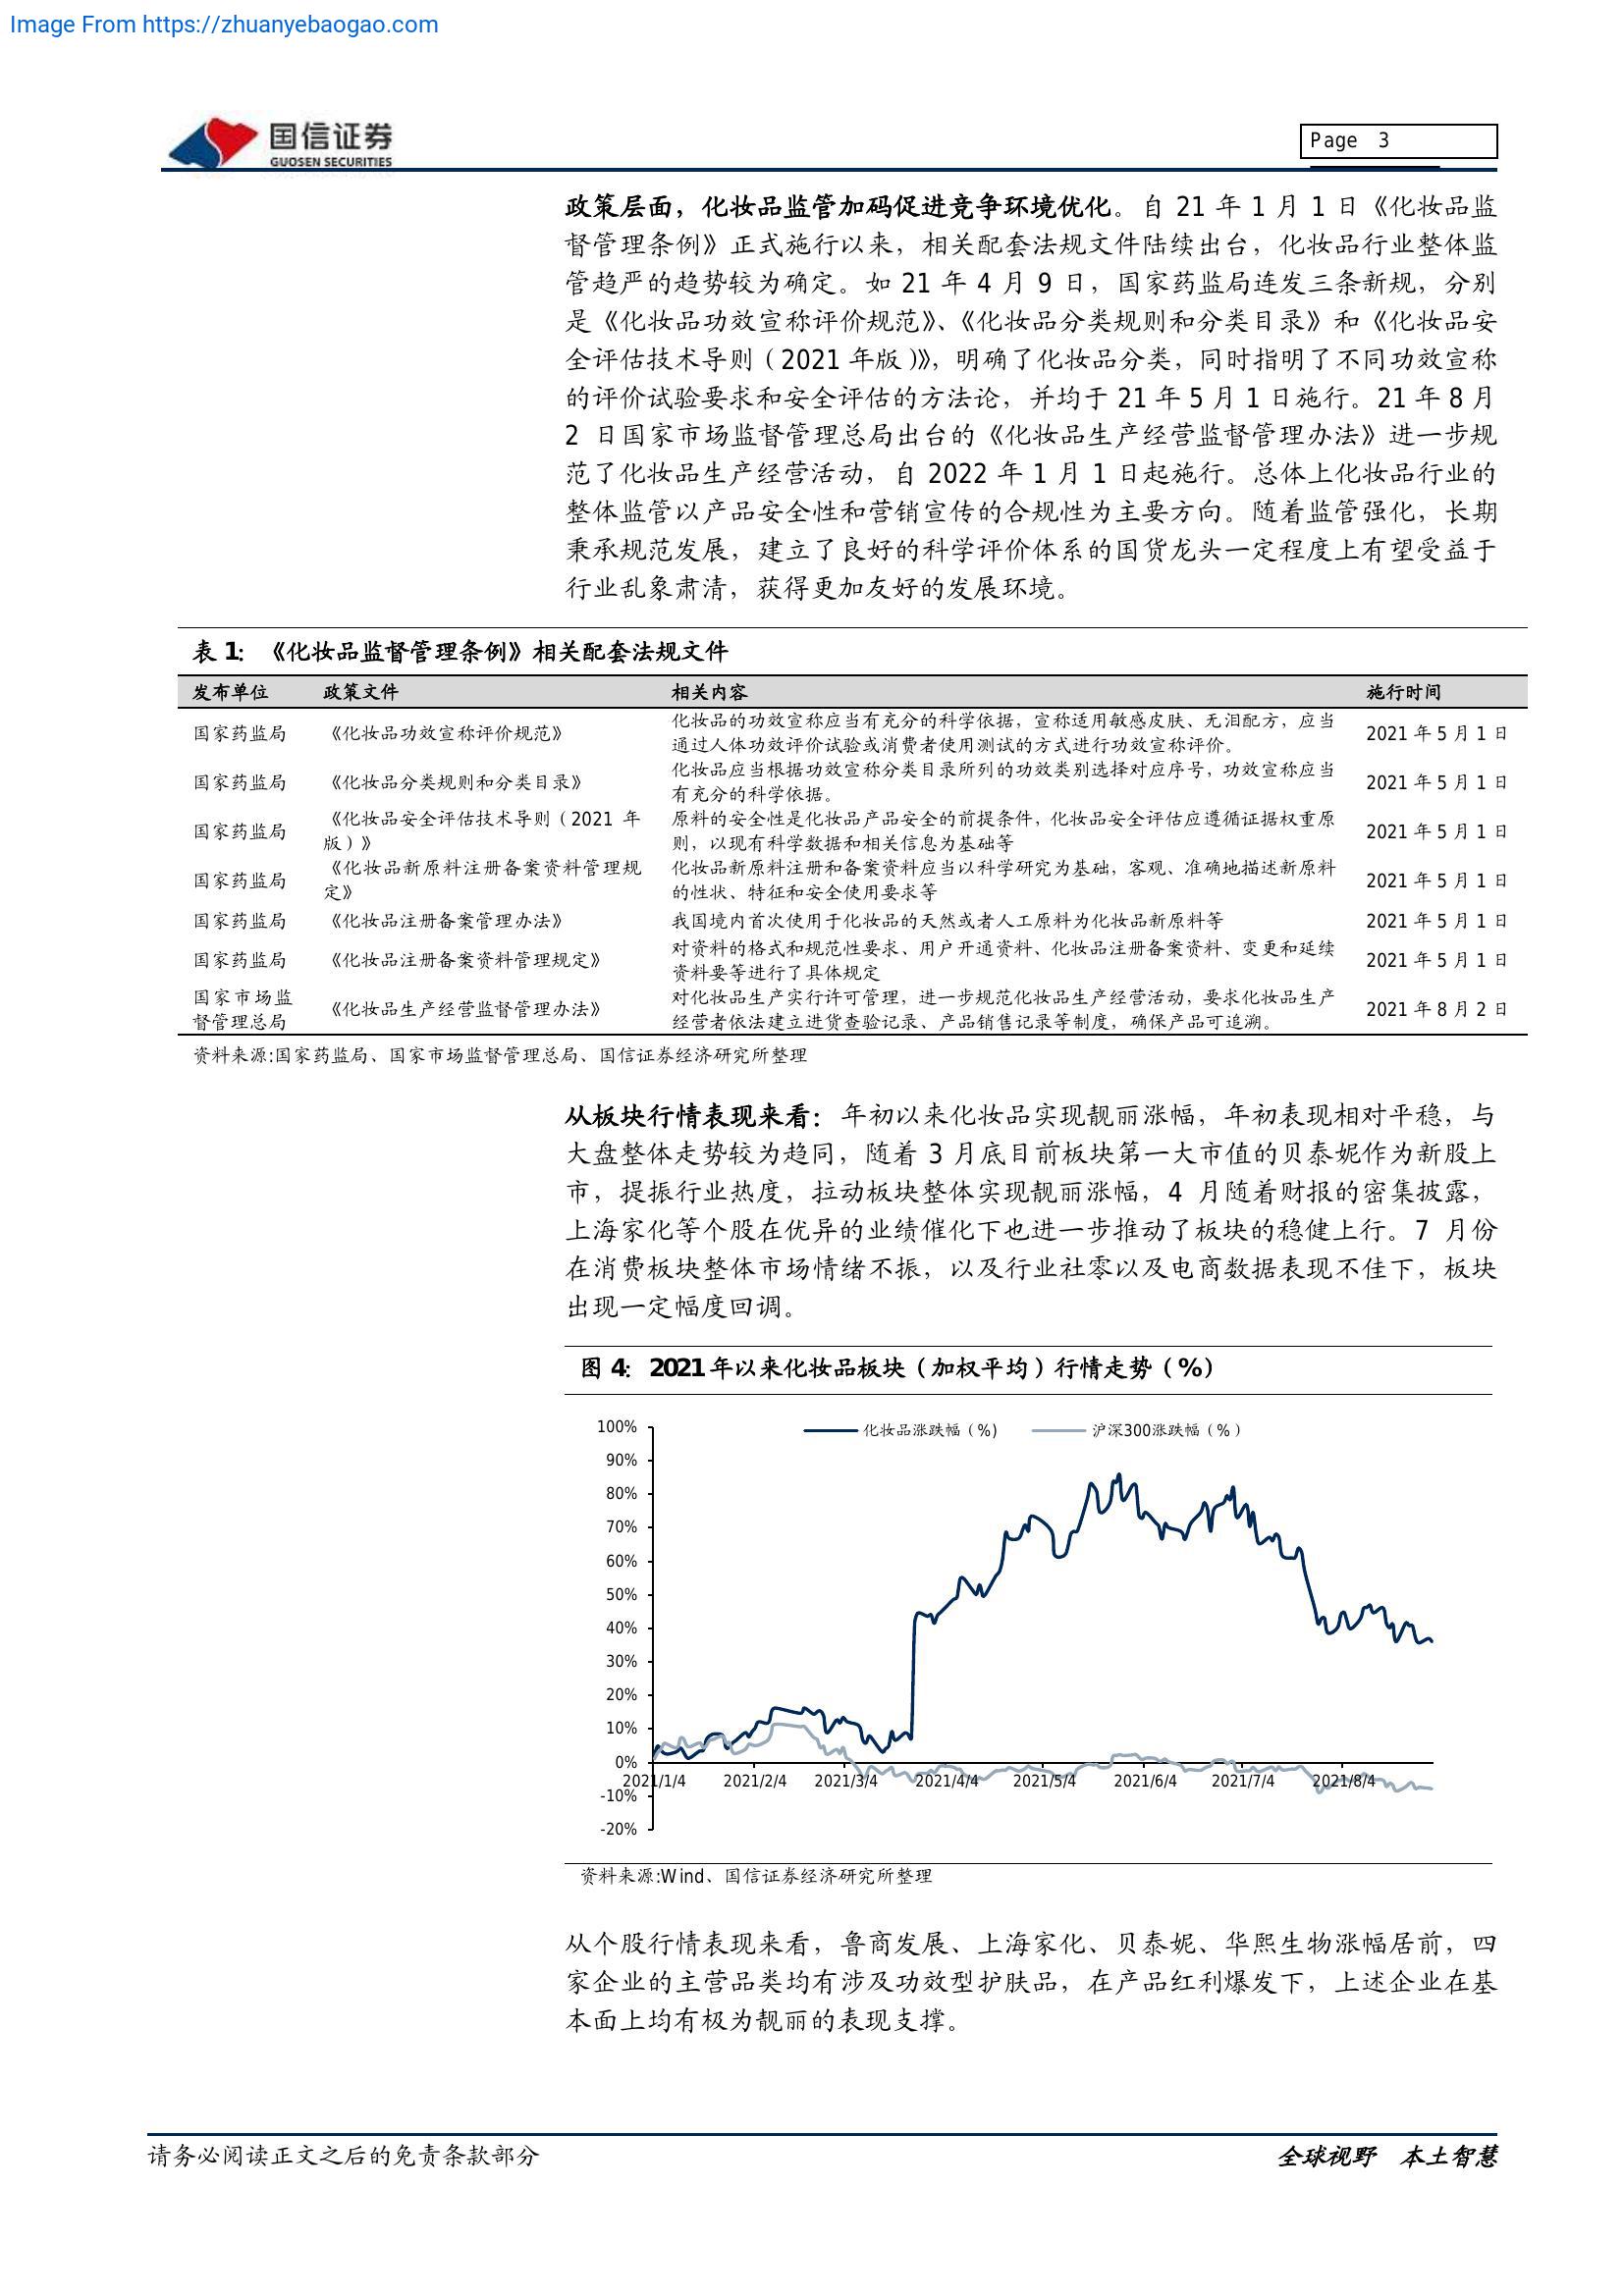 Image From https://zhuanyebaogao.com
国信证券
GUOSEN SECURITIES
Page 3
政策层面，化妆品监管加码促进竞争环境优化。自 21 年 1 月 1 日《化妆品监
督管理条例》正式施行以来，相关配套法规文件陆续出台，化妆品行业整体监
管趋严的趋势较为确定。如 21 年 4 月 9 日，国家药监局连发三条新规，分别
是《化妆品功效宣称评价规范》、《化妆品分类规则和分类目录》和《化妆品安
全评估技术导则（2021 年版）》，明确了化妆品分类，同时指明了不同功效宣称
的评价试验要求和安全评估的方法论，并均于 21 年 5 月 1 日施行。21 年 8 月
2 日国家市场监督管理总局出台的《化妆品生产经营监督管理办法》进一步规
范了化妆品生产经营活动，自 2022 年 1 月 1 日起施行。总体上化妆品行业的
整体监管以产品安全性和营销宣传的合规性为主要方向。随着监管强化，长期
秉承规范发展，建立了良好的科学评价体系的国货龙头一定程度上有望受益于
行业乱象肃清，获得更加友好的发展环境。
表 1：《化妆品监督管理条例》相关配套法规文件
发布单位 政策文件 相关内容 施行时间
国家药监局 《化妆品功效宣称评价规范》 化妆品的功效宣称应当有充分的科学依据，宣称适用敏感皮肤、无泪配方，应当 2021 年 5 月 1 日
通过人体功效评价试验或消费者使用测试的方式进行功效宣称评价。
国家药监局 《化妆品分类规则和分类目录》 化妆品应当根据功效宣称分类目录所列的功效类别选择对应序号，功效宣称应当 2021 年 5 月 1 日
有充分的科学依据。
国家药监局 《化妆品安全评估技术导则（2021 年 原料的安全性是化妆品产品安全的前提条件，化妆品安全评估应遵循证据权重原 2021 年 5 月 1 日
版）》 则，以现有科学数据和相关信息为基础等
国家药监局 《化妆品新原料注册备案资料管理规 化妆品新原料注册和备案资料应当以科学研究为基础，客观、准确地描述新原料 2021 年 5 月 1 日
定》 的性状、特征和安全使用要求等
国家药监局 《化妆品注册备案管理办法》 我国境内首次使用于化妆品的天然或者人工原料为化妆品新原料等 2021 年 5 月 1 日
国家药监局 《化妆品注册备案资料管理规定》 对资料的格式和规范性要求、用户开通资料、化妆品注册备案资料、变更和延续 2021 年 5 月 1 日
资料要等进行了具体规定
国家市场监 《化妆品生产经营监督管理办法》 对化妆品生产实行许可管理，进一步规范化妆品生产经营活动，要求化妆品生产 2021 年 8 月 2 日
督管理总局 经营者依法建立进货查验记录、产品销售记录等制度，确保产品可追溯。
资料来源:国家药监局、国家市场监督管理总局、国信证券经济研究所整理
从板块行情表现来看：年初以来化妆品实现靓丽涨幅，年初表现相对平稳，与
大盘整体走势较为趋同，随着 3 月底目前板块第一大市值的贝泰妮作为新股上
市，提振行业热度，拉动板块整体实现靓丽涨幅，4 月随着财报的密集披露，
上海家化等个股在优异的业绩催化下也进一步推动了板块的稳健上行。7 月份
在消费板块整体市场情绪不振，以及行业社零以及电商数据表现不佳下，板块
出现一定幅度回调。
图 4：2021 年以来化妆品板块（加权平均）行情走势（%）
化妆品涨跌幅（%） 沪深300涨跌幅（%）
100%
90%
80%
70%
60%
50%
40%
30%
20%
10%
0%
2021/1/4 2021/2/4 2021/3/4 2021/4/4 2021/5/4 2021/6/4 2021/7/4 2021/8/4
-10%
-20%
资料来源:Wind、国信证券经济研究所整理
从个股行情表现来看，鲁商发展、上海家化、贝泰妮、华熙生物涨幅居前，四
家企业的主营品类均有涉及功效型护肤品，在产品红利爆发下，上述企业在基
本面上均有极为靓丽的表现支撑。
请务必阅读正文之后的免责条款部分 全球视野 本土智慧